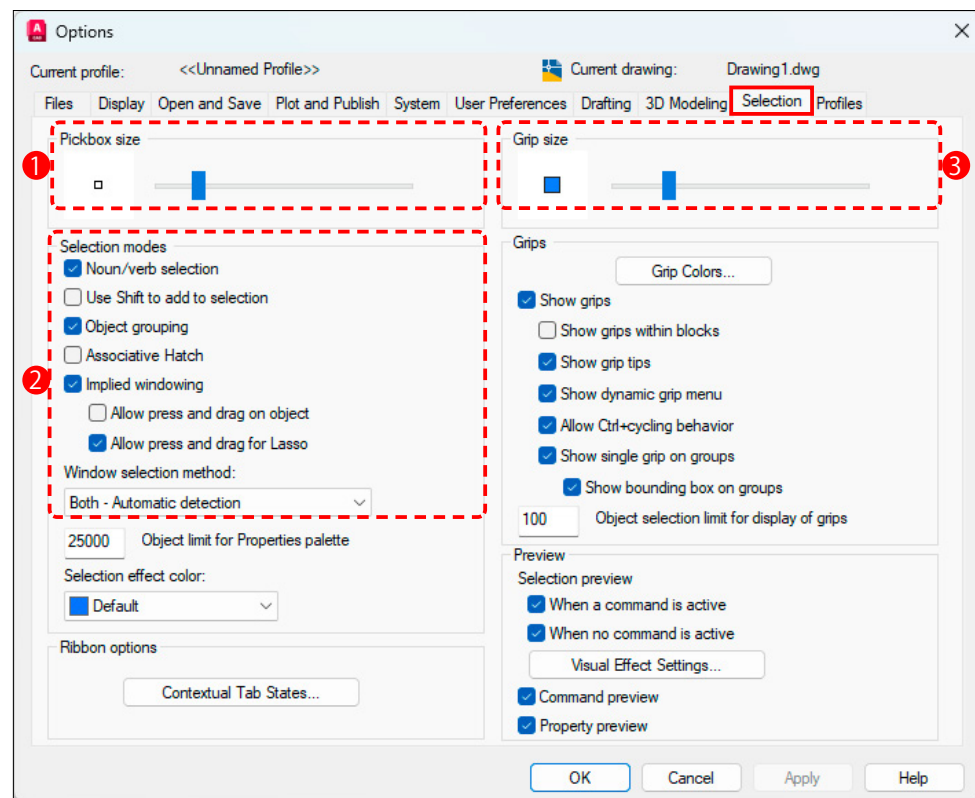 Options
Current profile: <<Unnamed Profile>> Current drawing: Drawing1.dwg
Files Display Open and Save Plot and Publish System User Preferences Drafting 3D Modeling Selection Profiles
Pickbox size
1
Selection modes
Noun/verb selection
Use Shift to add to selection
Object grouping
Associative Hatch
2
Implied windowing
Allow press and drag on object
Allow press and drag for Lasso
Window selection method:
Both - Automatic detection
25000 Object limit for Properties palette
Selection effect color:
Default
Ribbon options
Contextual Tab States...
Grip size
3
Grips
Grip Colors...
Show grips
Show grips within blocks
Show grip tips
Show dynamic grip menu
Allow Ctrl+cycling behavior
Show single grip on groups
Show bounding box on groups
100 Object selection limit for display of grips
Preview
Selection preview
When a command is active
When no command is active
Visual Effect Settings...
Command preview
Property preview
OK Cancel Apply Help